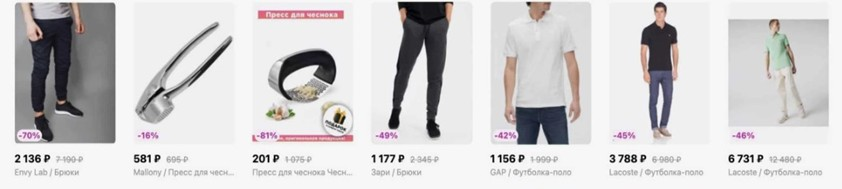 Пресс для чеснока
-70%
-16%
-81%
-49%
-42%
-45%
-46%
2 136 ₽ 7 190 ₽
Envy Lab / Брюки
581 ₽ 695 ₽
Mallony / Пресс для чесн...
201 ₽ 1 075 ₽
Пресс для чеснока Чесн...
1 177 ₽ 2 345 ₽
Зари / Брюки
1 156 ₽ 1 999 ₽
GAP / Футболка-поло
3 788 ₽ 6 980 ₽
Lacoste / Футболка-поло
6 731 ₽ 12 480 ₽
Lacoste / Футболка-поло